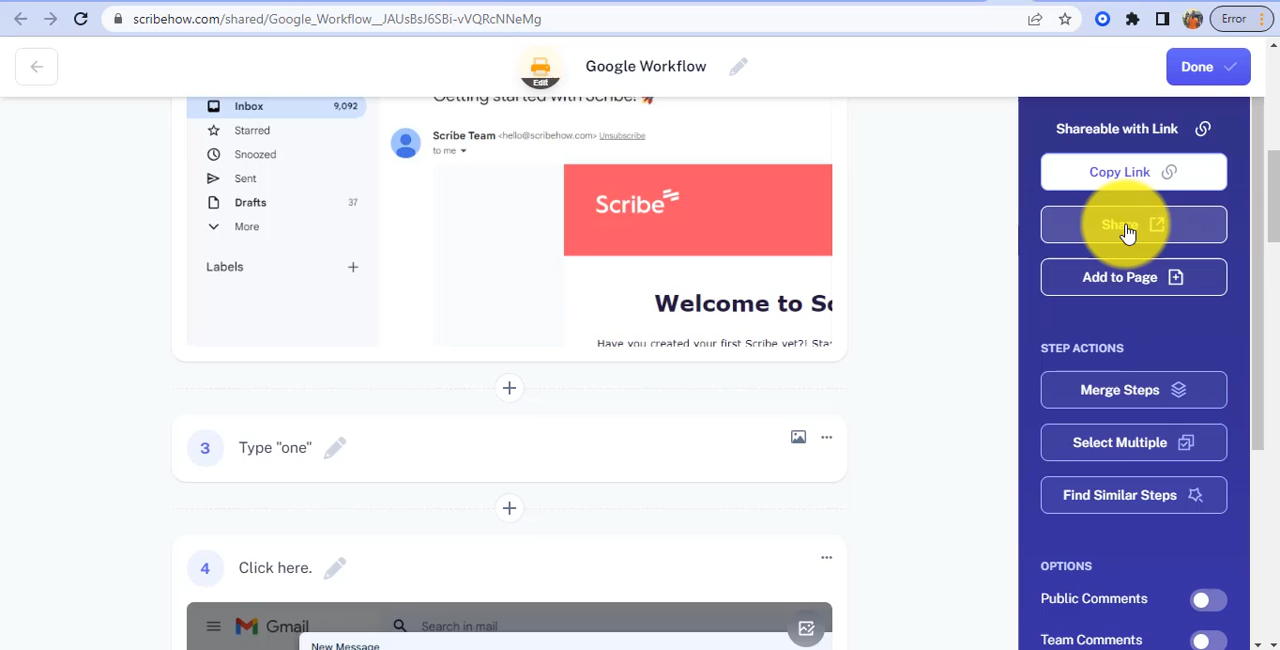 scribehow.com/shared/Google_Workflow__JAUsBsJ6SBi-vVQRcNNeMg
Error
Edit
Google Workflow
Done
Inbox 9,092
Starred
Snoozed
Sent
Drafts 37
More
Labels
Getting started with Scribe!
Scribe Team <hello@scribehow.com> Unsubscribe
to me
Scribe
Welcome to Sc
Have you created your first Scribe yet?! Sta
3 Type "one"
4 Click here.
Gmail
Search in mail
New Message
Shareable with Link
Copy Link
Share
Add to Page
STEP ACTIONS
Merge Steps
Select Multiple
Find Similar Steps
OPTIONS
Public Comments
Team Comments